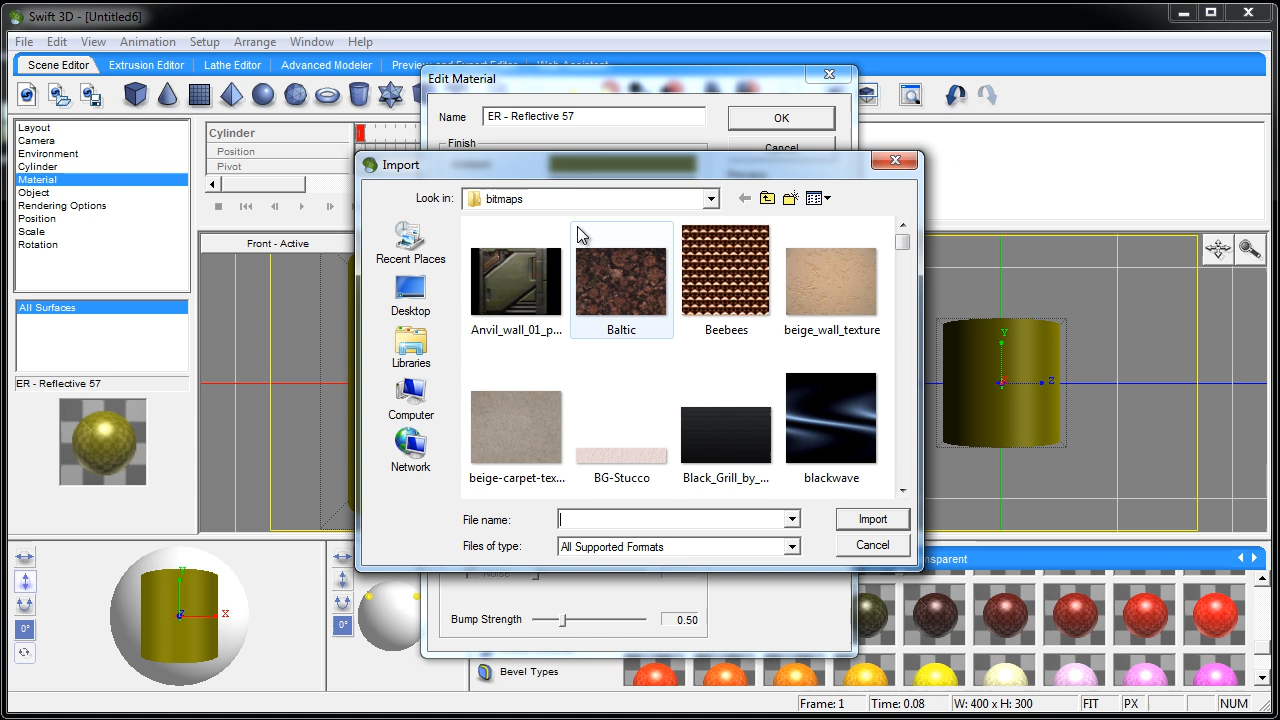 Swift 3D - [Untitled6]
File Edit View Animation Setup Arrange Window Help
Scene Editor Extrusion Editor Lathe Editor Advanced Modeler
Edit Material
Name ER - Reflective 57 OK
Finish Cancel
Layout
Camera
Environment
Cylinder
Material
Object
Rendering Options
Position
Scale
Rotation
Cylinder
Position
Pivot
1
Front - Active
Import
Look in: bitmaps
Recent Places
Desktop
Libraries
Computer
Network
Anvil_wall_01_p... Baltic Beebees beige_wall_texture
beige-carpet-tex... BG-Stucco Black_Grill_by_... blackwave
File name: Import
Files of type: All Supported Formats Cancel
All Surfaces
ER - Reflective 57
Y
Z
Y
X
0°
0°
Noise
Bump Strength 0.50
Bevel Types
Frame: 1 Time: 0.08 W: 400 x H: 300 FIT PX NUM